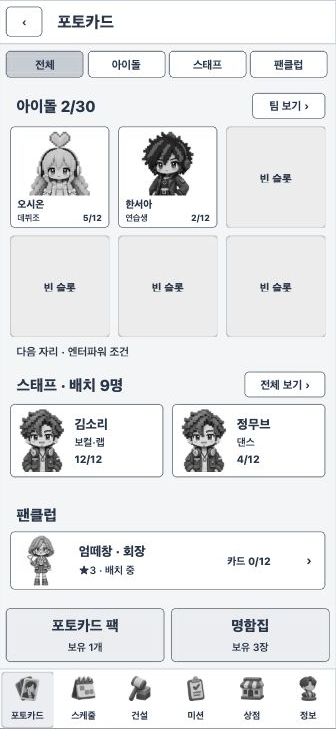 ‹ 포토카드
전체 아이돌 스태프 팬클럽
아이돌 2/30 팀 보기 ›
오시온
데뷔조 5/12
한서아
연습생 2/12
빈 슬롯
빈 슬롯 빈 슬롯 빈 슬롯
다음 자리 · 엔터파워 조건
스태프 · 배치 9명 전체 보기 ›
김소리
보컬·랩
12/12
정무브
댄스
4/12
팬클럽
엄떼창 · 회장
★3 · 배치 중
카드 0/12 ›
포토카드 팩
보유 1개
명함집
보유 3장
포토카드 스케줄 건설 미션 상점 정보